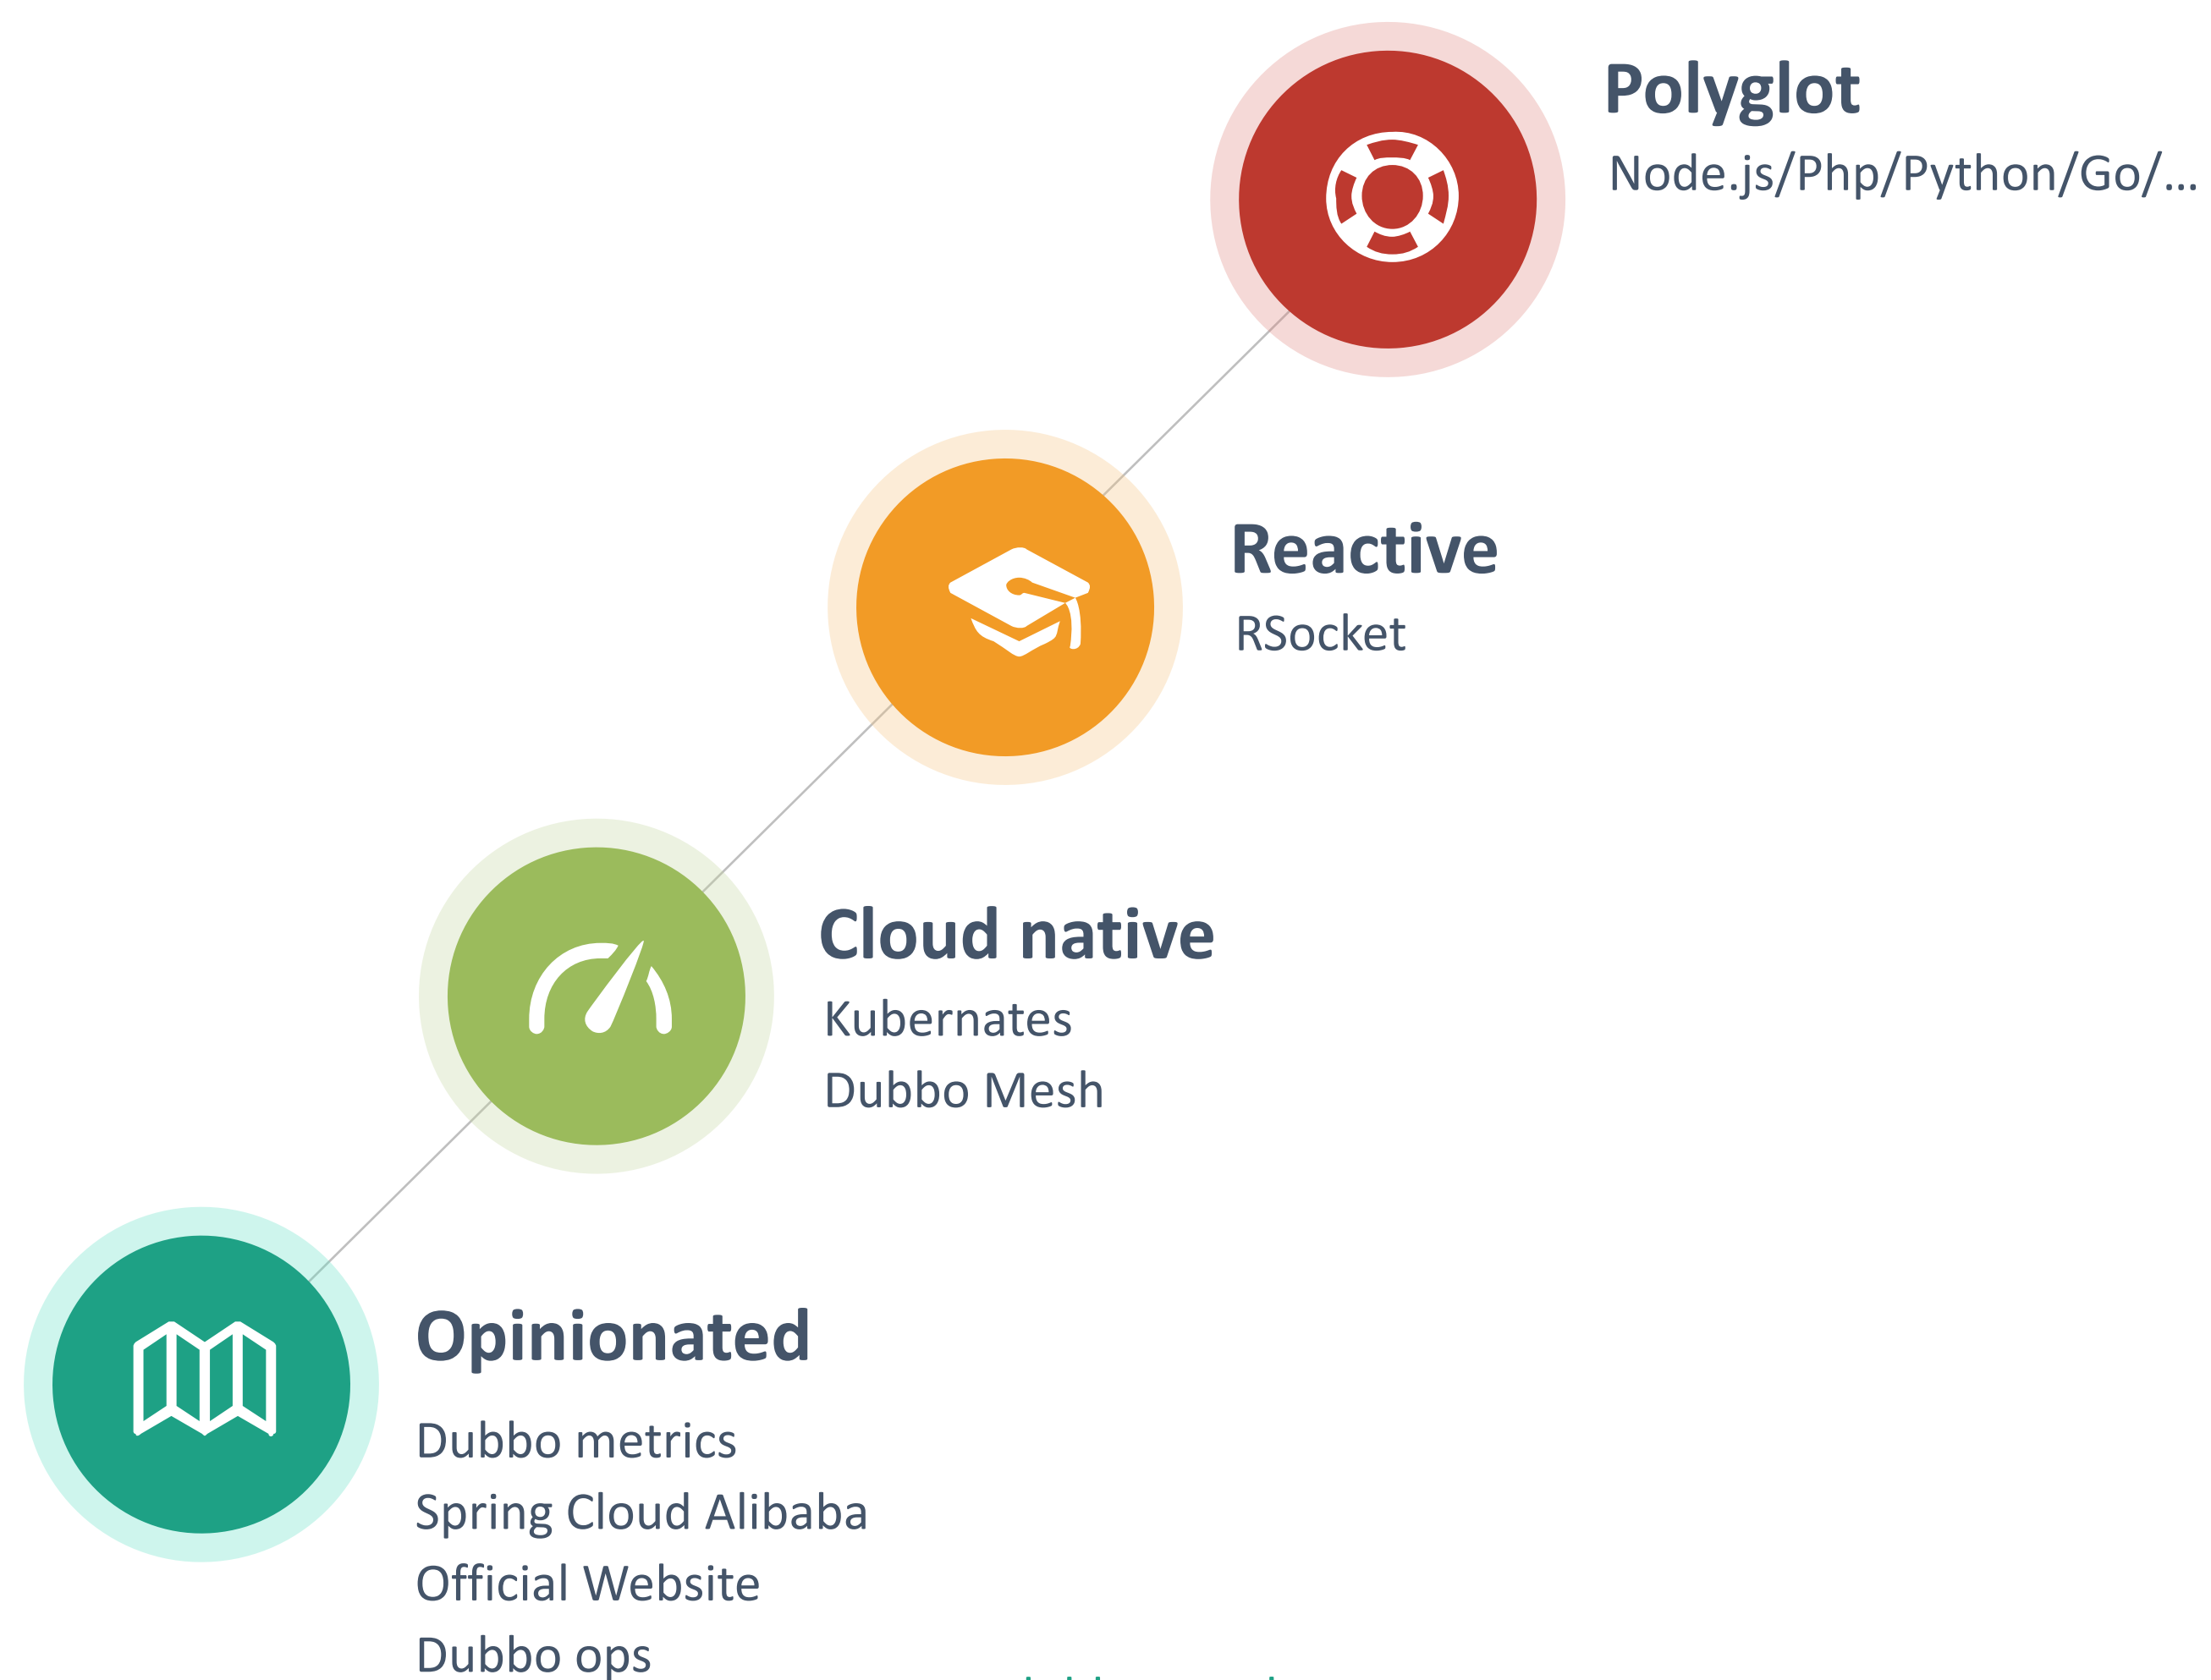 Polyglot
Node.js/Php/Python/Go/...
Reactive
RSocket
Cloud native
Kubernates
Dubbo Mesh
Opinionated
Dubbo metrics
Spring Cloud Alibaba
Official Website
Dubbo ops